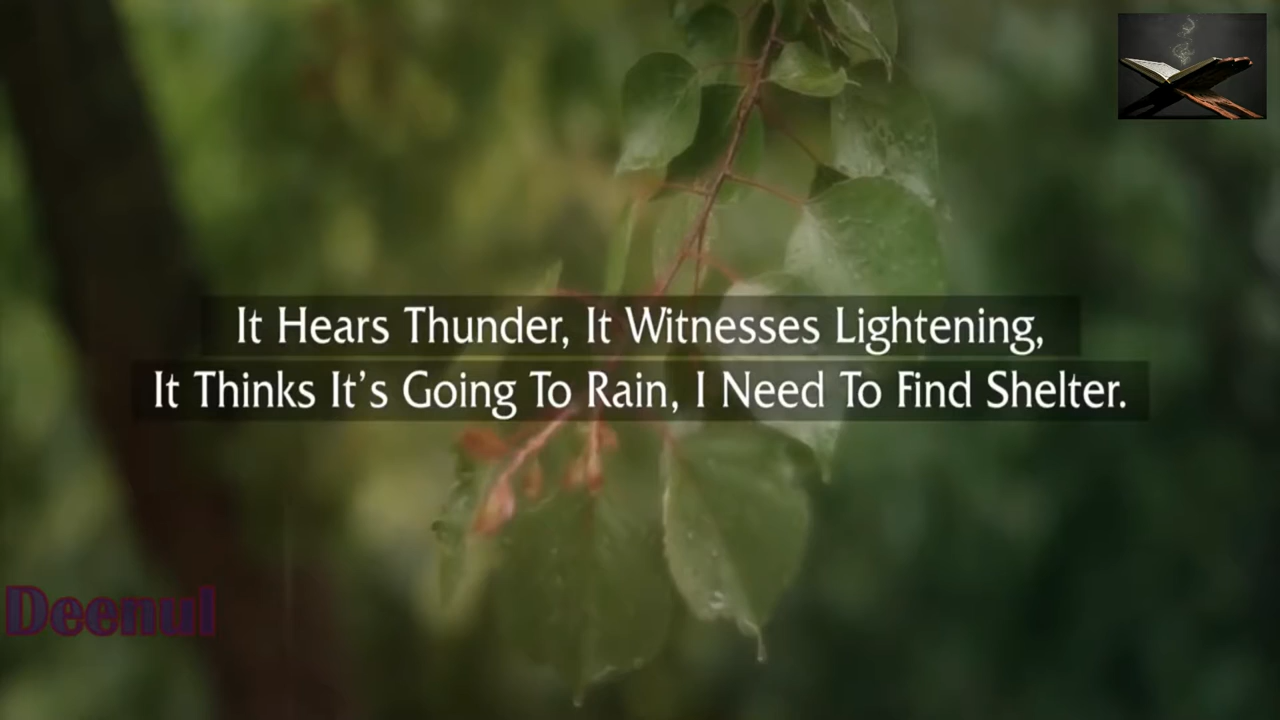 It Hears Thunder, It Witnesses Lightening,
It Thinks It's Going To Rain, I Need To Find Shelter.
Deenul